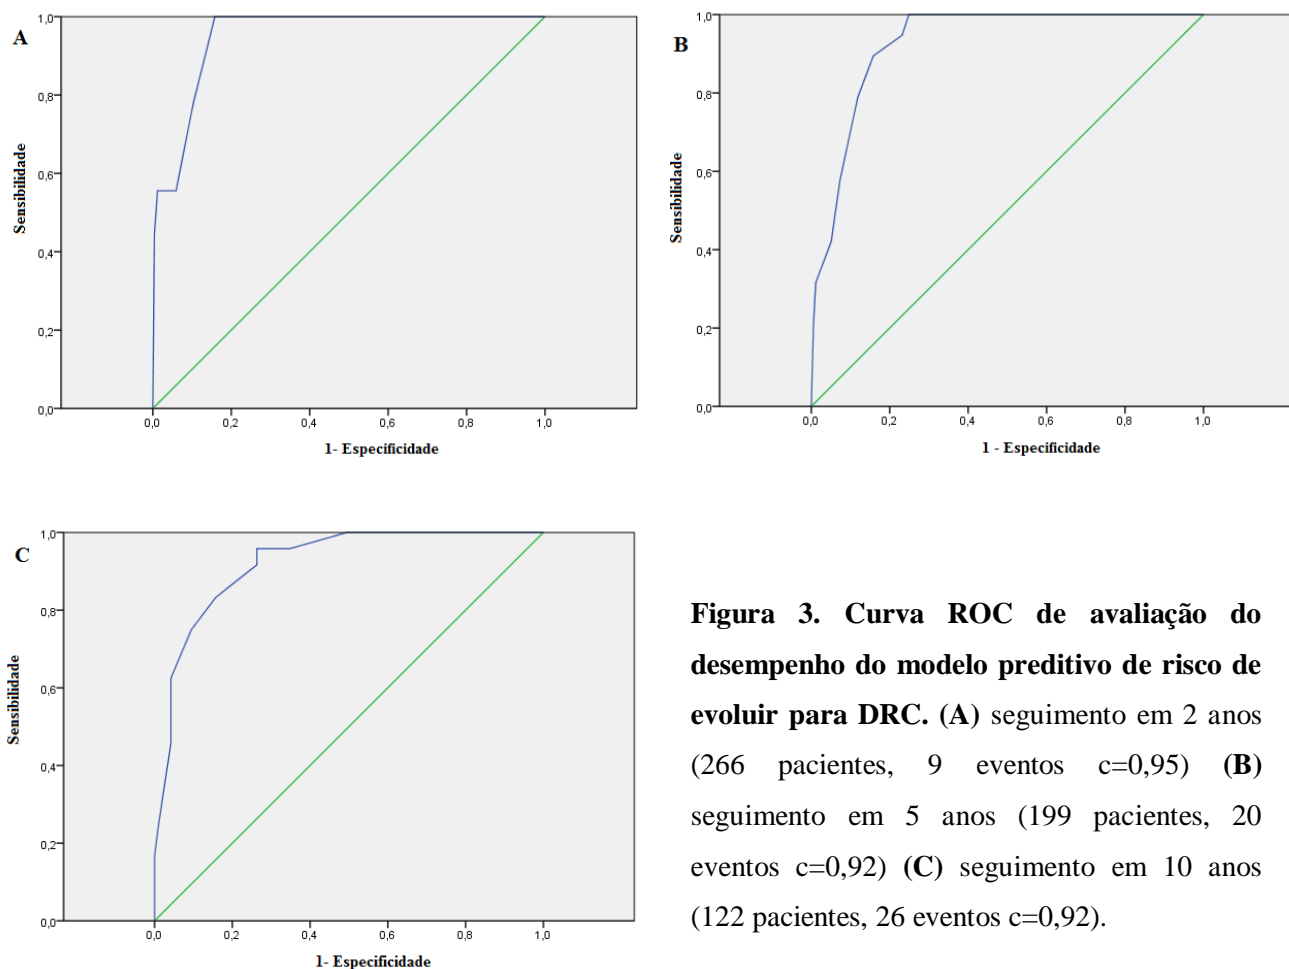 A
1,0
0,8
0,6
0,4
0,2
0,0
Sensibilidade
0,0 0,2 0,4 0,6 0,8 1,0
1- Especificidade
B
1,0
0,8
0,6
0,4
0,2
0,0
Sensibilidade
0,0 0,2 0,4 0,6 0,8 1,0
1 - Especificidade
C
1,0
0,8
0,6
0,4
0,2
0,0
Sensibilidade
0,0 0,2 0,4 0,6 0,8 1,0
1- Especificidade
Figura 3. Curva ROC de avaliação do
desempenho do modelo preditivo de risco de
evoluir para DRC. (A) seguimento em 2 anos
(266 pacientes, 9 eventos c=0,95) (B)
seguimento em 5 anos (199 pacientes, 20
eventos c=0,92) (C) seguimento em 10 anos
(122 pacientes, 26 eventos c=0,92).